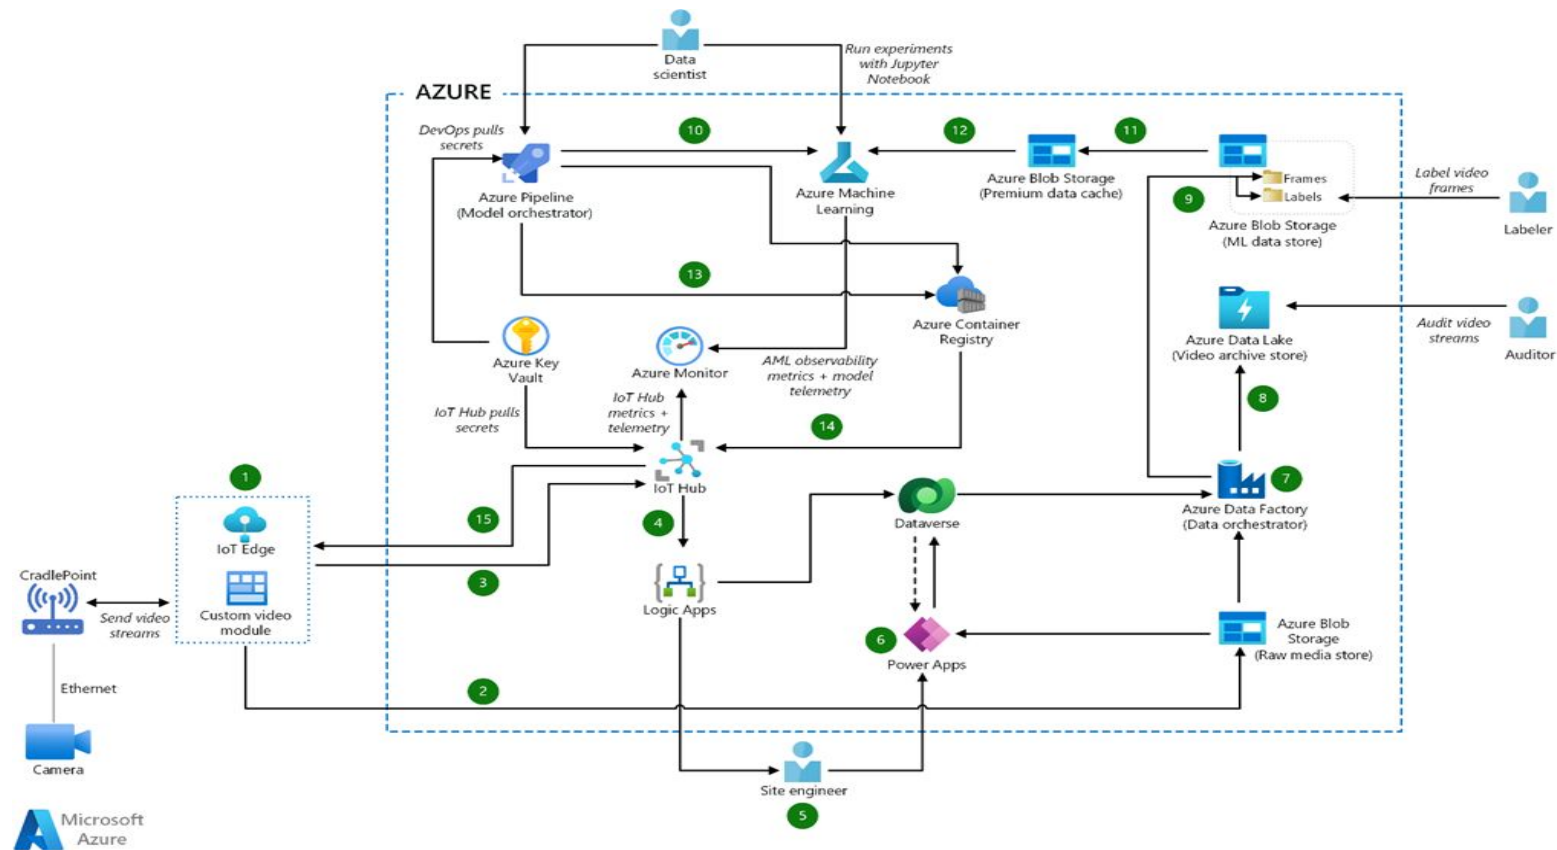 Data
scientist
Run experiments
with Jupyter
Notebook
AZURE
DevOps pulls
secrets
10
12
11
Azure Pipeline
(Model orchestrator)
Azure Machine
Learning
Azure Blob Storage
(Premium data cache)
Frames
Labels
9
Azure Blob Storage
(ML data store)
Label video
frames
Labeler
13
Azure Container
Registry
Azure Key
Vault
Azure Monitor
AML observability
metrics + model
telemetry
Azure Data Lake
(Video archive store)
Audit video
streams
Auditor
8
IoT Hub pulls
secrets
IoT Hub
metrics +
telemetry
14
IoT Hub
1
15
4
Dataverse
7
Azure Data Factory
(Data orchestrator)
IoT Edge
CradlePoint
3
Custom video
module
Send video
streams
Logic Apps
6
Power Apps
Azure Blob
Storage
(Raw media store)
Ethernet
2
Camera
Site engineer
5
Microsoft
Azure